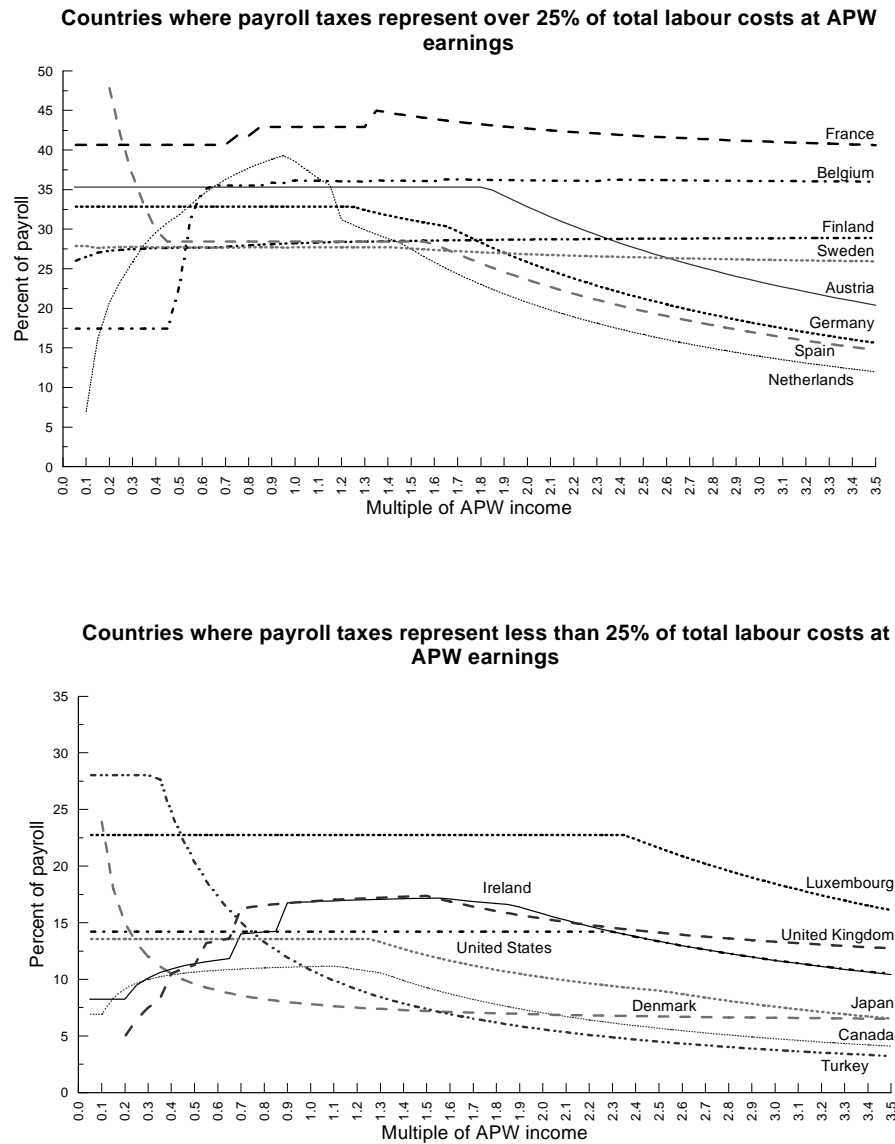 Countries where payroll taxes represent over 25% of total labour costs at APW
earnings
Percent of payroll
50
45
40
35
30
25
20
15
10
5
0
France
Belgium
Finland
Sweden
Austria
Germany
Spain
Netherlands
0.0 0.1 0.2 0.3 0.4 0.5 0.6 0.7 0.8 0.9 1.0 1.1 1.2 1.3 1.4 1.5 1.6 1.7 1.8 1.9 2.0 2.1 2.2 2.3 2.4 2.5 2.6 2.7 2.8 2.9 3.0 3.1 3.2 3.3 3.4 3.5
Multiple of APW income
Countries where payroll taxes represent less than 25% of total labour costs at
APW earnings
Percent of payroll
35
30
25
20
15
10
5
0
Luxembourg
Ireland
United Kingdom
United States
Denmark
Japan
Canada
Turkey
0.0 0.1 0.2 0.3 0.4 0.5 0.6 0.7 0.8 0.9 1.0 1.1 1.2 1.3 1.4 1.5 1.6 1.7 1.8 1.9 2.0 2.1 2.2 2.3 2.4 2.5 2.6 2.7 2.8 2.9 3.0 3.1 3.2 3.3 3.4 3.5
Multiple of APW income